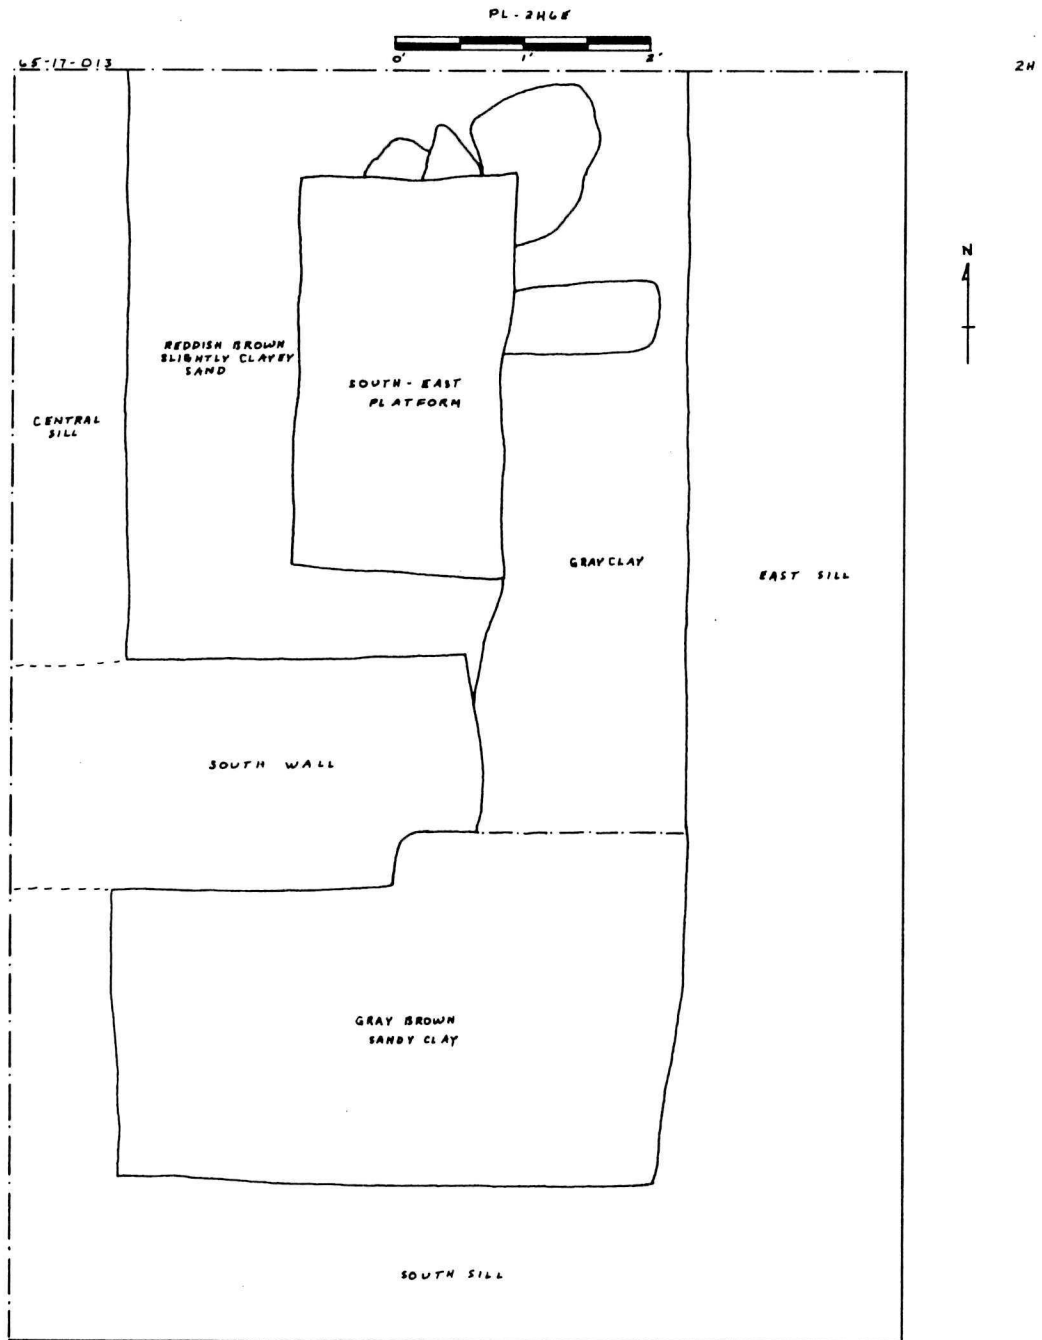 PL-2H6E
0' 1' 2'
65-17-013
2H
N
REDDISH BROWN
SLIGHTLY CLAYEY
SAND
SOUTH-EAST
PLATFORM
CENTRAL
SILL
GRAY CLAY
EAST SILL
SOUTH WALL
GRAY BROWN
SANDY CLAY
SOUTH SILL